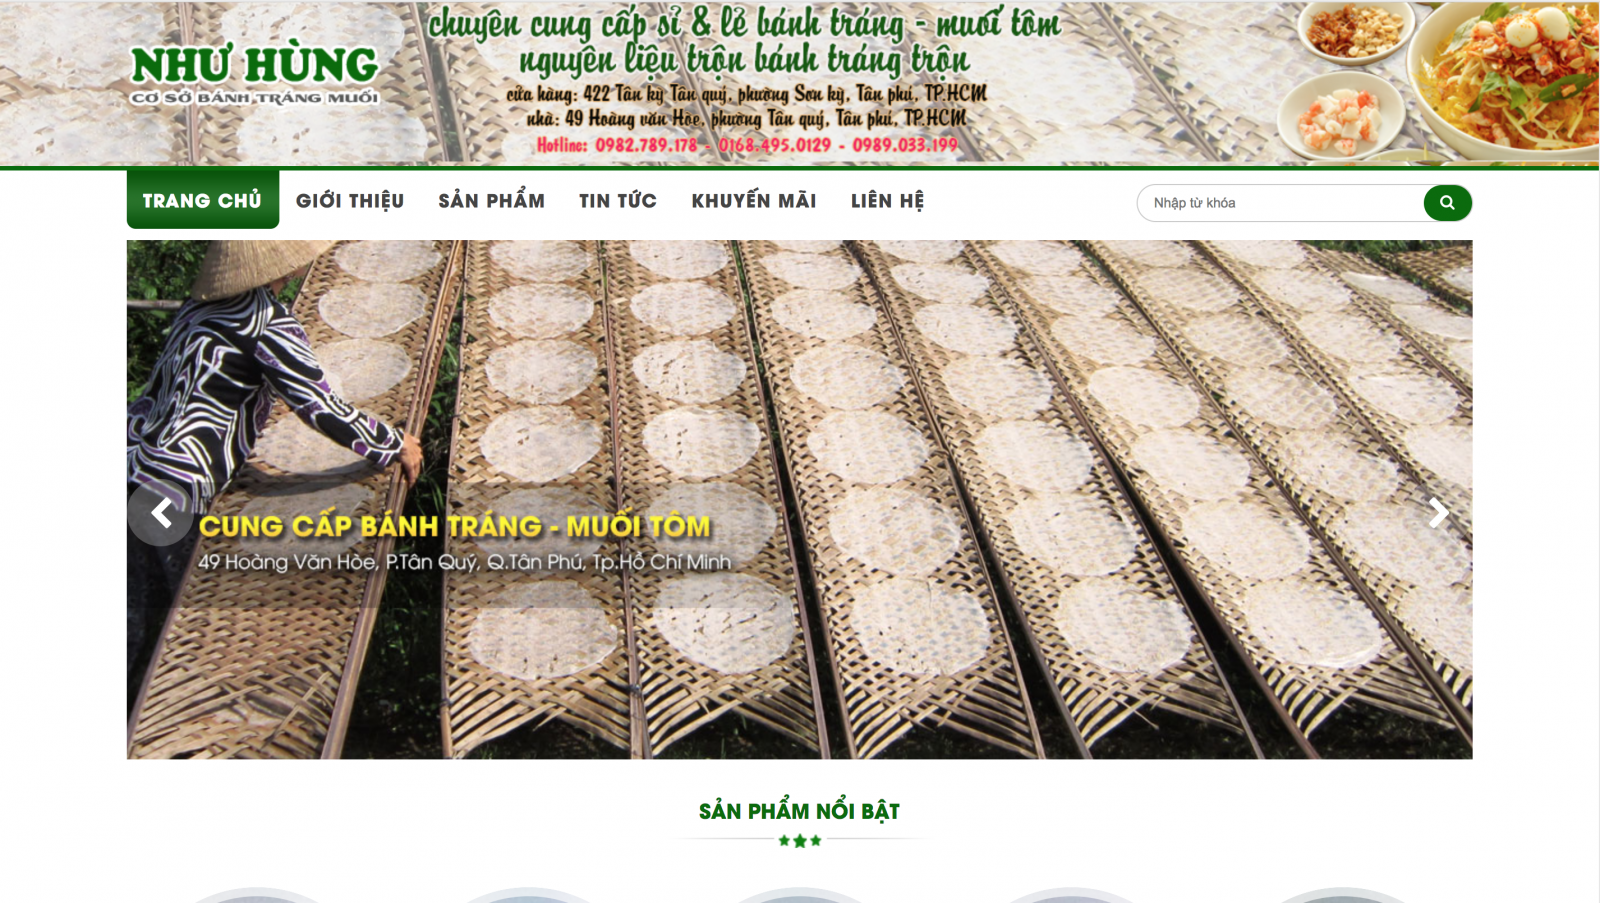 chuyên cung cấp sỉ & lẻ bánh tráng - muối tôm
nguyên liệu trộn bánh tráng trộn
NHƯ HÙNG
CƠ SỞ BÁNH TRÁNG MUỐI
cửa hàng: 422 Tân kỳ Tân quý, phường Sơn kỳ, Tân phú, TP.HCM
nhà: 49 Hoàng văn Hòe, phường Tân quý, Tân phú, TP.HCM
Hotline: 0982.789.178 - 0168.495.0129 - 0989.033.199
TRANG CHỦ GIỚI THIỆU SẢN PHẨM TIN TỨC KHUYẾN MÃI LIÊN HỆ Nhập từ khóa
CUNG CẤP BÁNH TRÁNG - MUỐI TÔM
49 Hoàng Văn Hòe, P.Tân Quý, Q.Tân Phú, Tp.Hồ Chí Minh
SẢN PHẨM NỔI BẬT